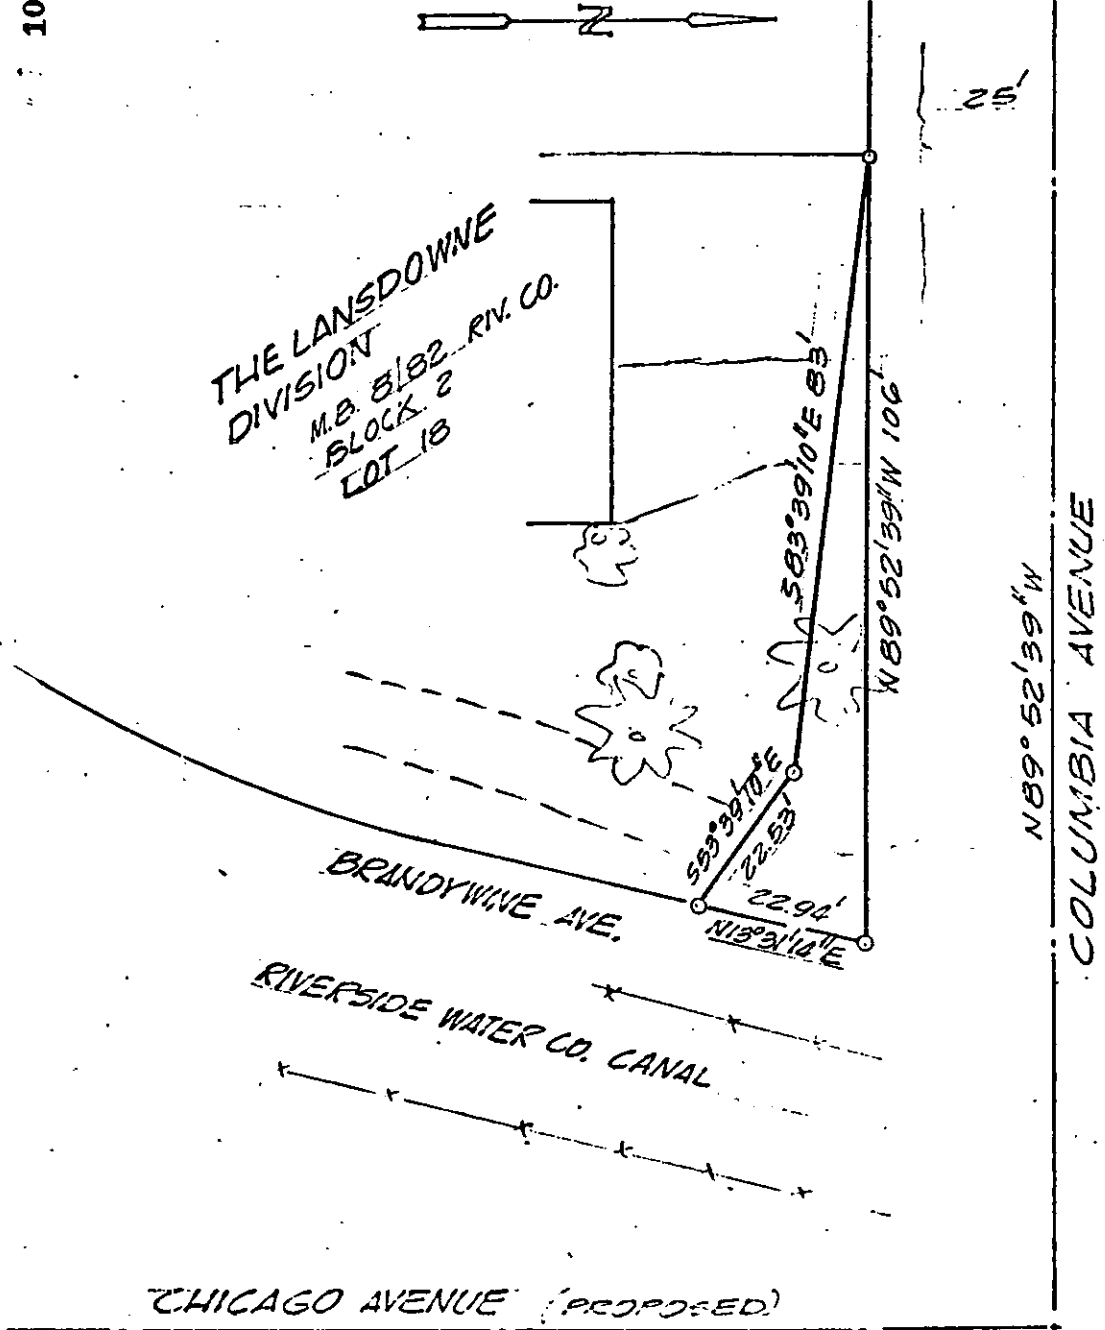 10
N
25'
THE LANSDOWNE
DIVISION
M.B. 8/82 RIV. CO.
BLOCK 2
LOT 18
S83°39'10"E 83'
N89°52'39"W 106'
N89°52'39"W
COLUMBIA AVENUE
S53°39'10"E
22.53'
22.94'
N13°31'14"E
BRANDYWINE AVE.
RIVERSIDE WATER CO. CANAL
CHICAGO AVENUE (PROPOSED)